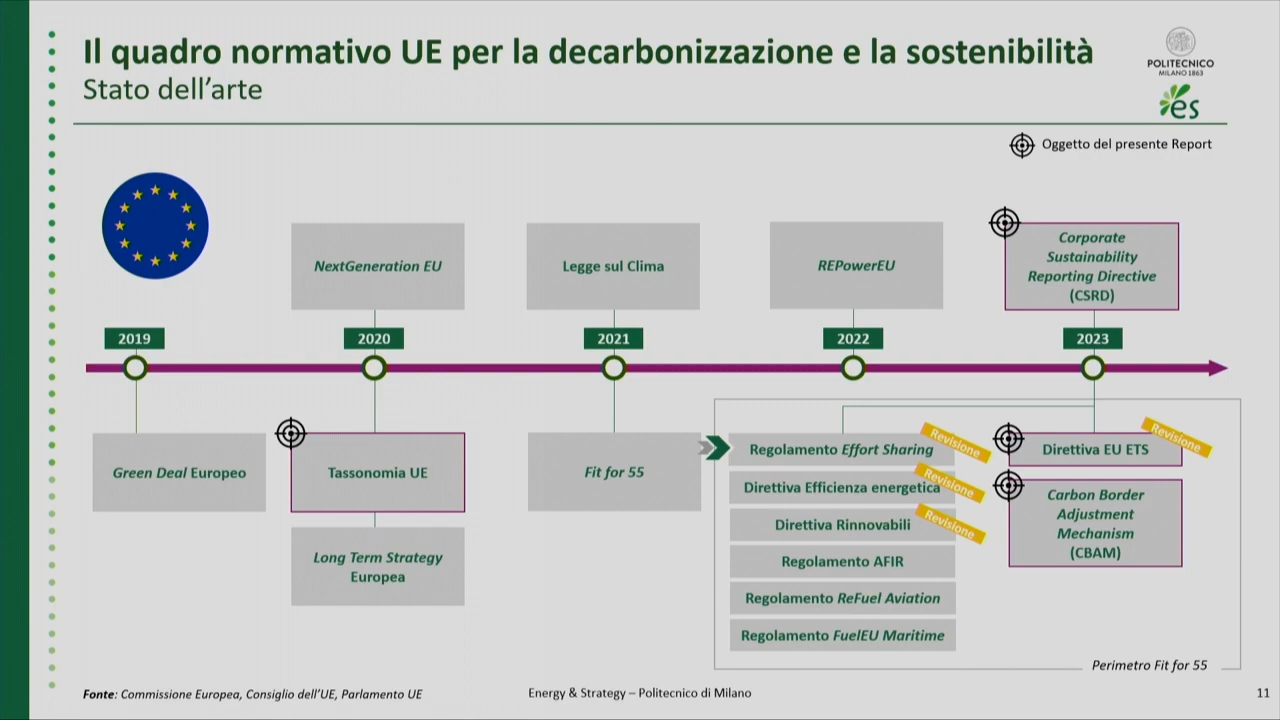 Il quadro normativo UE per la decarbonizzazione e la sostenibilità
Stato dell'arte
POLITECNICO
MILANO 1863
es
Oggetto del presente Report
NextGeneration EU
Legge sul Clima
REPowerEU
Corporate
Sustainability
Reporting Directive
(CSRD)
2019
2020
2021
2022
2023
Green Deal Europeo
Tassonomia UE
Long Term Strategy
Europea
Fit for 55
Regolamento Effort Sharing
Revisione
Direttiva Efficienza energetica
Revisione
Direttiva Rinnovabili
Revisione
Regolamento AFIR
Regolamento ReFuel Aviation
Regolamento FuelEU Maritime
Direttiva EU ETS
Revisione
Carbon Border
Adjustment
Mechanism
(CBAM)
Perimetro Fit for 55
Fonte: Commissione Europea, Consiglio dell'UE, Parlamento UE
Energy & Strategy – Politecnico di Milano
11